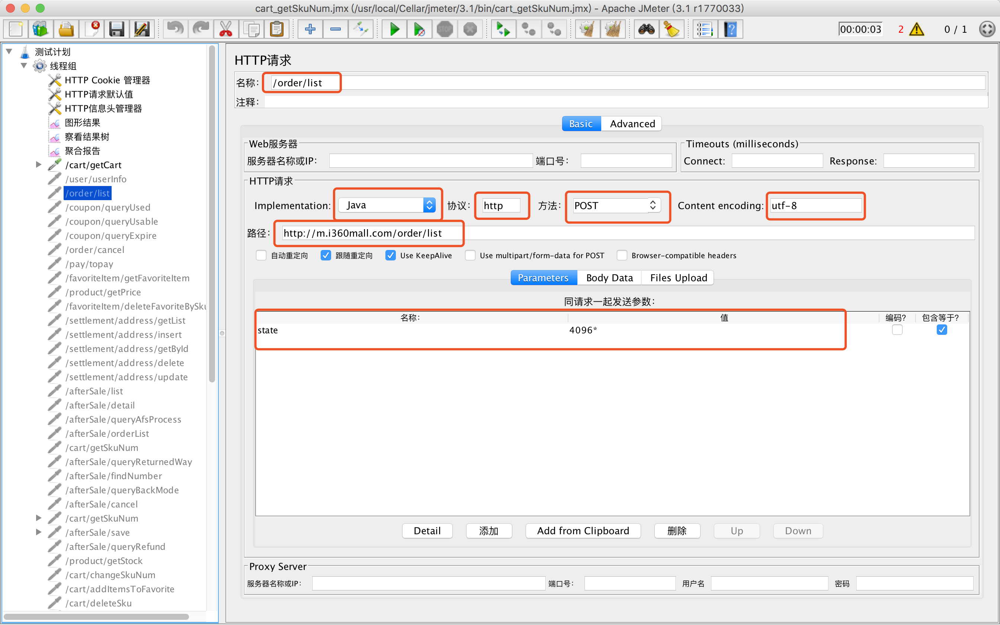 cart_getSkuNum.jmx (/usr/local/Cellar/jmeter/3.1/bin/cart_getSkuNum.jmx) - Apache JMeter (3.1 r1770033)
STOP
?
00:00:03 2 0 / 1
测试计划
线程组
HTTP Cookie 管理器
HTTP请求默认值
HTTP信息头管理器
图形结果
察看结果树
聚合报告
/cart/getCart
/user/userInfo
/order/list
/coupon/queryUsed
/coupon/queryUsable
/coupon/queryExpire
/order/cancel
/pay/topay
/favoriteItem/getFavoriteItem
/product/getPrice
/favoriteItem/deleteFavoriteBySku
/settlement/address/getList
/settlement/address/insert
/settlement/address/getById
/settlement/address/delete
/settlement/address/update
/afterSale/list
/afterSale/detail
/afterSale/queryAfsProcess
/afterSale/orderList
/cart/getSkuNum
/afterSale/queryReturnedWay
/afterSale/findNumber
/afterSale/queryBackMode
/afterSale/cancel
/cart/getSkuNum
/afterSale/save
/afterSale/queryRefund
/product/getStock
/cart/changeSkuNum
/cart/addItemsToFavorite
/cart/deleteSku
HTTP请求
名称： /order/list
注释：
Basic Advanced
Web服务器 Timeouts (milliseconds)
服务器名称或IP： 端口号： Connect: Response:
HTTP请求
Implementation: Java 协议： http 方法： POST Content encoding: utf-8
路径： http://m.i360mall.com/order/list
自动重定向 跟随重定向 Use KeepAlive Use multipart/form-data for POST Browser-compatible headers
Parameters Body Data Files Upload
同请求一起发送参数：
名称： 值 编码? 包含等于?
state 4096*
Detail 添加 Add from Clipboard 删除 Up Down
Proxy Server
服务器名称或IP： 端口号： 用户名 密码